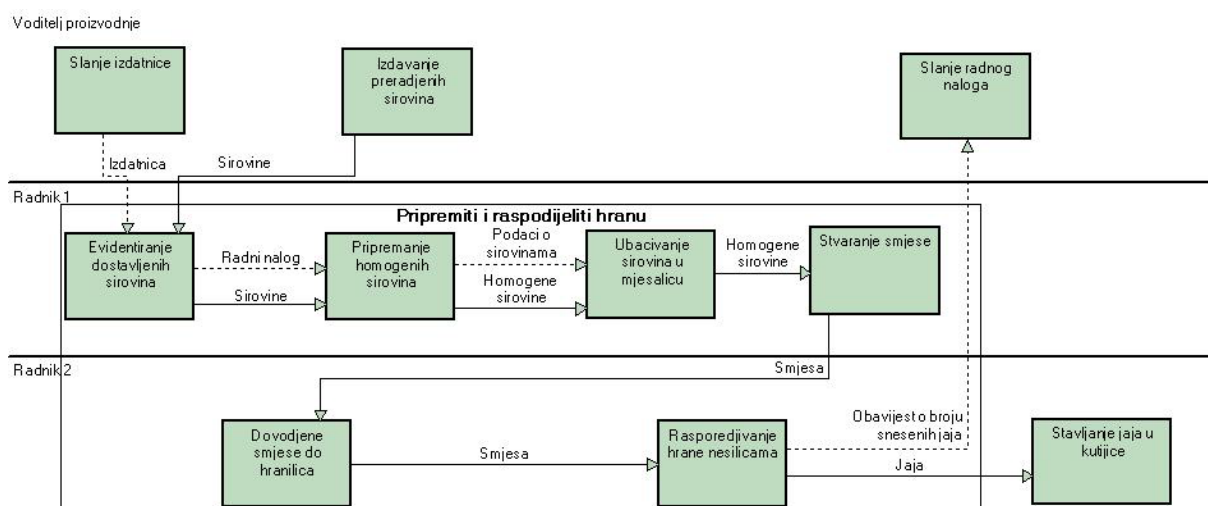 Voditelj proizvodnje
Slanje izdatnice
Izdavanje
preradjenih
sirovina
Slanje radnog
naloga
Izdatnica
Sirovine
Radnik 1
Pripremiti i raspodijeliti hranu
Evidentiranje
dostavljenih
sirovina
Radni nalog
Sirovine
Pripremanje
homogenih
sirovina
Podaci o
sirovinama
Homogene
sirovine
Ubacivanje
sirovina u
mjesalicu
Homogene
sirovine
Stvaranje smjese
Radnik 2
Smjesa
Dovodjene
smjese do
hranilica
Smjesa
Rasporedjivanje
hrane nesilicama
Obavijest o broju
snesenih jaja
Jaja
Stavljanje jaja u
kutijice